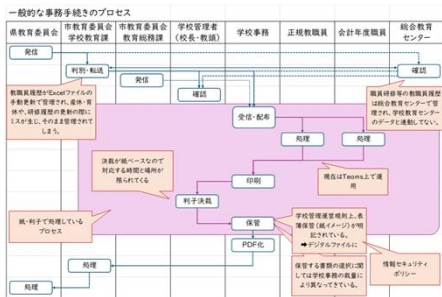 一般的な事務手続きのプロセス
県教育委員会
市教育委員会
学校教育課
市教育委員会
教育総務課
学校管理者
(校長・教頭)
学校事務
正規教職員
会計年度職員
総合教育
センター
発信
判別・転送
発信
確認
確認
教職員履歴がExcelファイルの
手動更新で管理され、産休・育
休や、研修履歴の更新の際に
ミスが生じ、そのまま管理されて
しまう。
職員研修等の教職員履歴
は総合教育センターで管
理され、学校教育センター
のデータと連動してない。
受信・配布
処理
処理
決裁が紙ベースなので
対応する時間と場所が
限られてくる
印刷
現在はTeams上で運
用
判子決裁
紙・判子で処理している
プロセス
保管
学校管理運営規則上、表
簿保管(紙イメージ)が明
記されている。
➡デジタルファイルに
PDF化
処理
保管する書類の選択に関
しては学校事務の裁量に
より異なってきている。
情報セキュリティ
ポリシー
処理